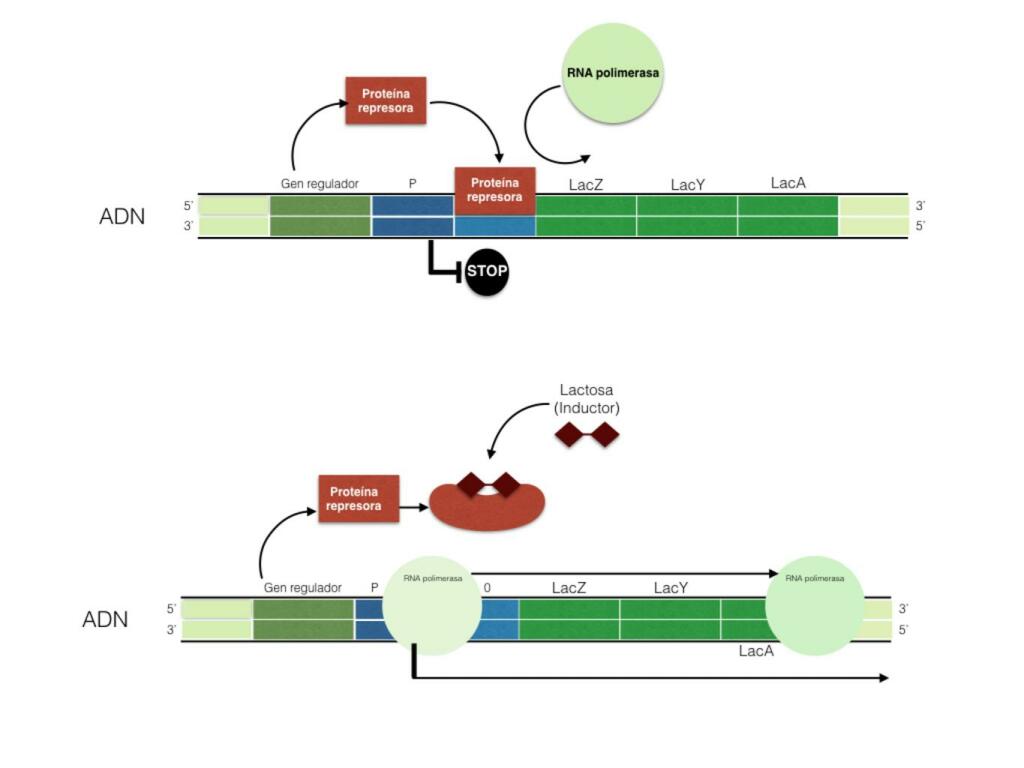 RNA polimerasa
Proteína
represora
Gen regulador
P
Proteína
represora
LacZ
LacY
LacA
ADN
5'
3'
3'
5'
STOP
Lactosa
(Inductor)
Proteína
represora
Gen regulador
P
RNA polimerasa
0
LacZ
LacY
RNA polimerasa
ADN
5'
3'
3'
5'
LacA